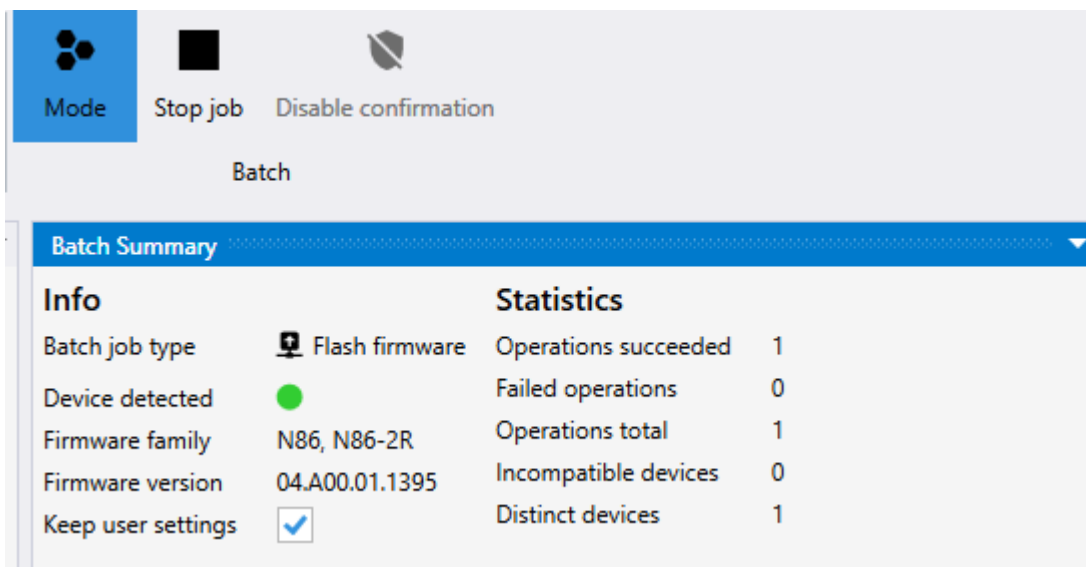 Mode
Stop job
Disable confirmation
Batch
Batch Summary
Info
Batch job type Flash firmware
Device detected
Firmware family N86, N86-2R
Firmware version 04.A00.01.1395
Keep user settings
Statistics
Operations succeeded 1
Failed operations 0
Operations total 1
Incompatible devices 0
Distinct devices 1